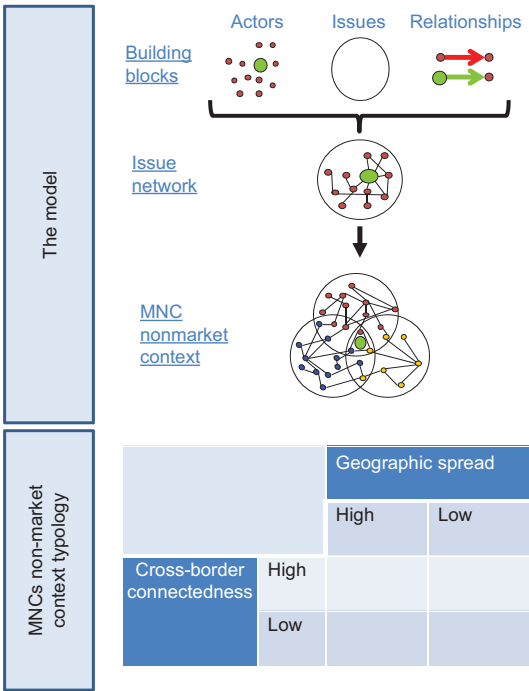 Actors Issues Relationships
Building
blocks
Issue
network
MNC
nonmarket
context
The model
Geographic spread
High Low
Cross-border
connectedness
High
Low
MNCs non-market
context typology